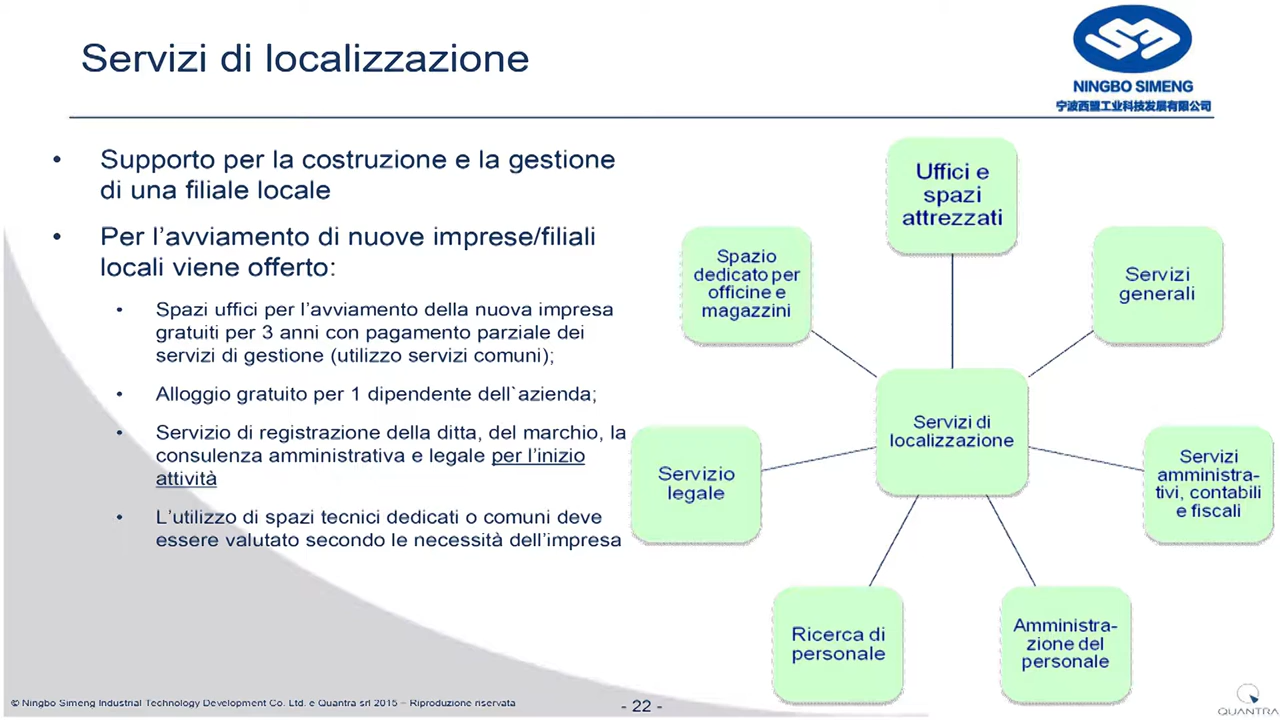 Servizi di localizzazione
NINGBO SIMENG
宁波西盟工业科技发展有限公司
• Supporto per la costruzione e la gestione
di una filiale locale
• Per l'avviamento di nuove imprese/filiali
locali viene offerto:
• Spazi uffici per l'avviamento della nuova impresa
gratuiti per 3 anni con pagamento parziale dei
servizi di gestione (utilizzo servizi comuni);
• Alloggio gratuito per 1 dipendente dell`azienda;
• Servizio di registrazione della ditta, del marchio, la
consulenza amministrativa e legale per l'inizio
attività
• L'utilizzo di spazi tecnici dedicati o comuni deve
essere valutato secondo le necessità dell'impresa
Uffici e
spazi
attrezzati
Spazio
dedicato per
officine e
magazzini
Servizi
generali
Servizi di
localizzazione
Servizio
legale
Servizi
amministra-
tivi, contabili
e fiscali
Ricerca di
personale
Amministra-
zione del
personale
© Ningbo Simeng Industrial Technology Development Co. Ltd. e Quantra srl 2015 – Riproduzione riservata
- 22 -
QUANTRA